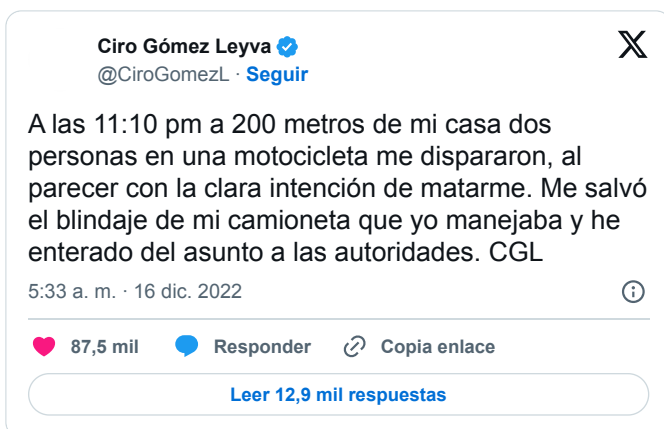 Ciro Gómez Leyva
@CiroGomezL · Seguir
A las 11:10 pm a 200 metros de mi casa dos
personas en una motocicleta me dispararon, al
parecer con la clara intención de matarme. Me salvó
el blindaje de mi camioneta que yo manejaba y he
enterado del asunto a las autoridades. CGL
5:33 a. m. · 16 dic. 2022
87,5 mil Responder Copia enlace
Leer 12,9 mil respuestas